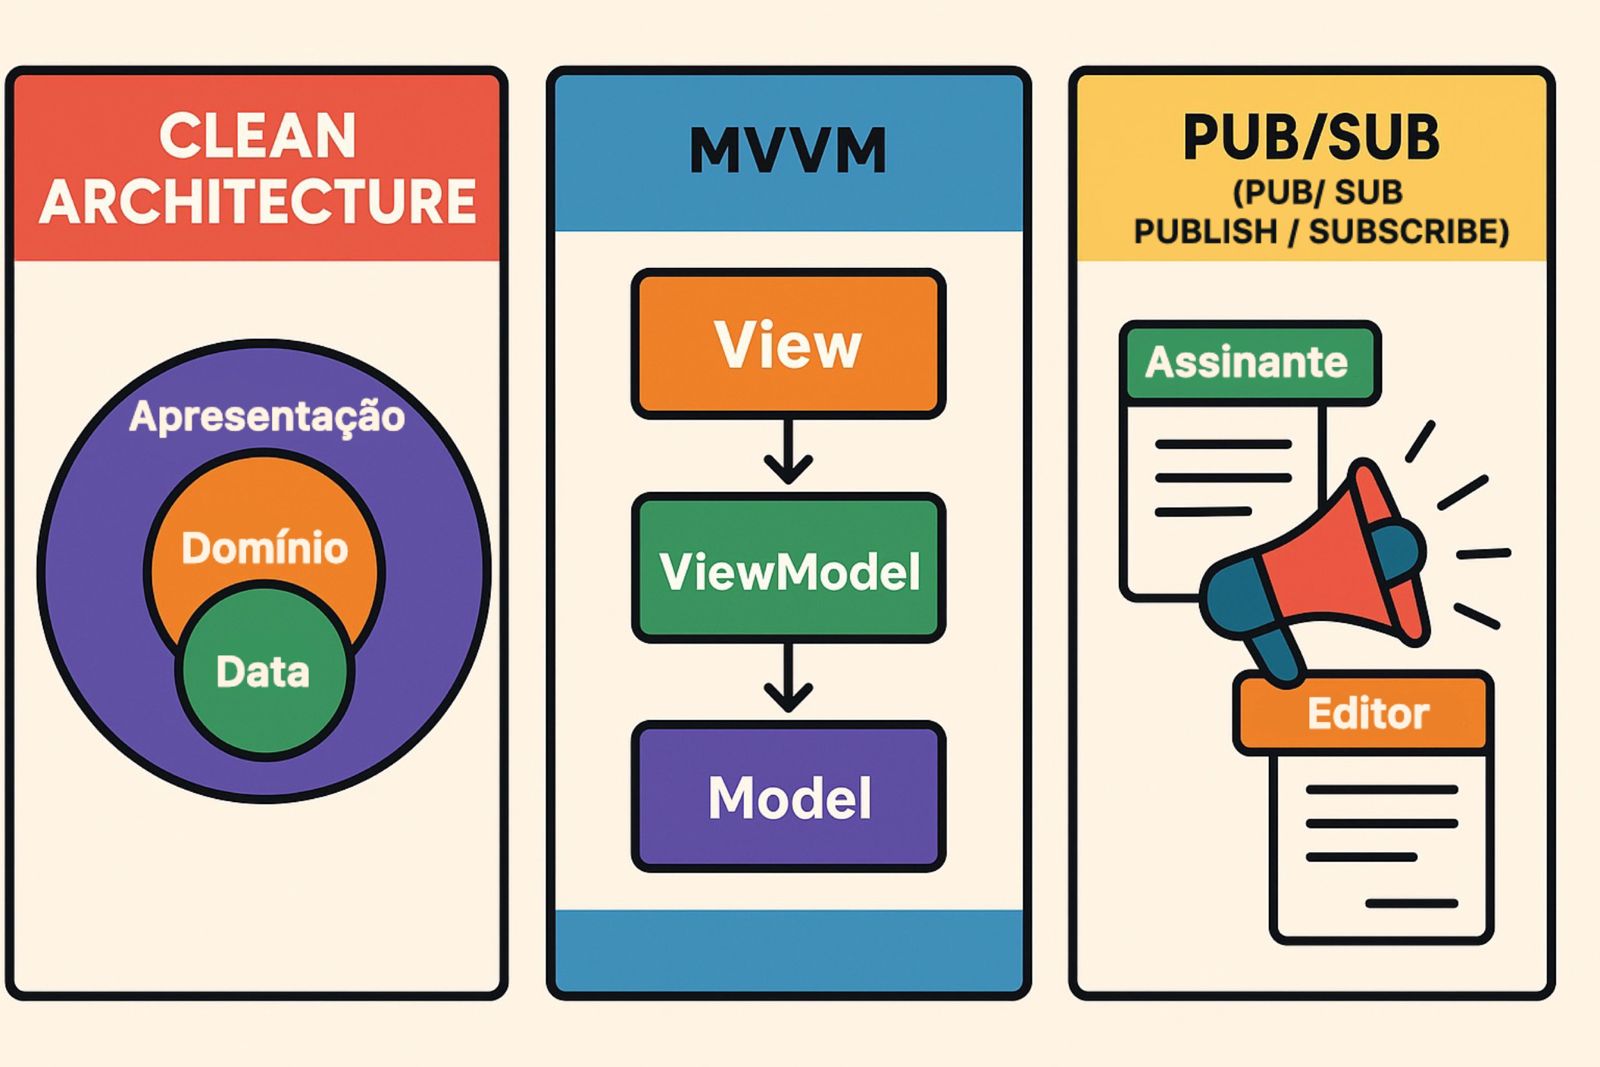 CLEAN
ARCHITECTURE
Apresentação
Domínio
Data
MVVM
View
ViewModel
Model
PUB/SUB
(PUB/ SUB
PUBLISH / SUBSCRIBE)
Assinante
Editor